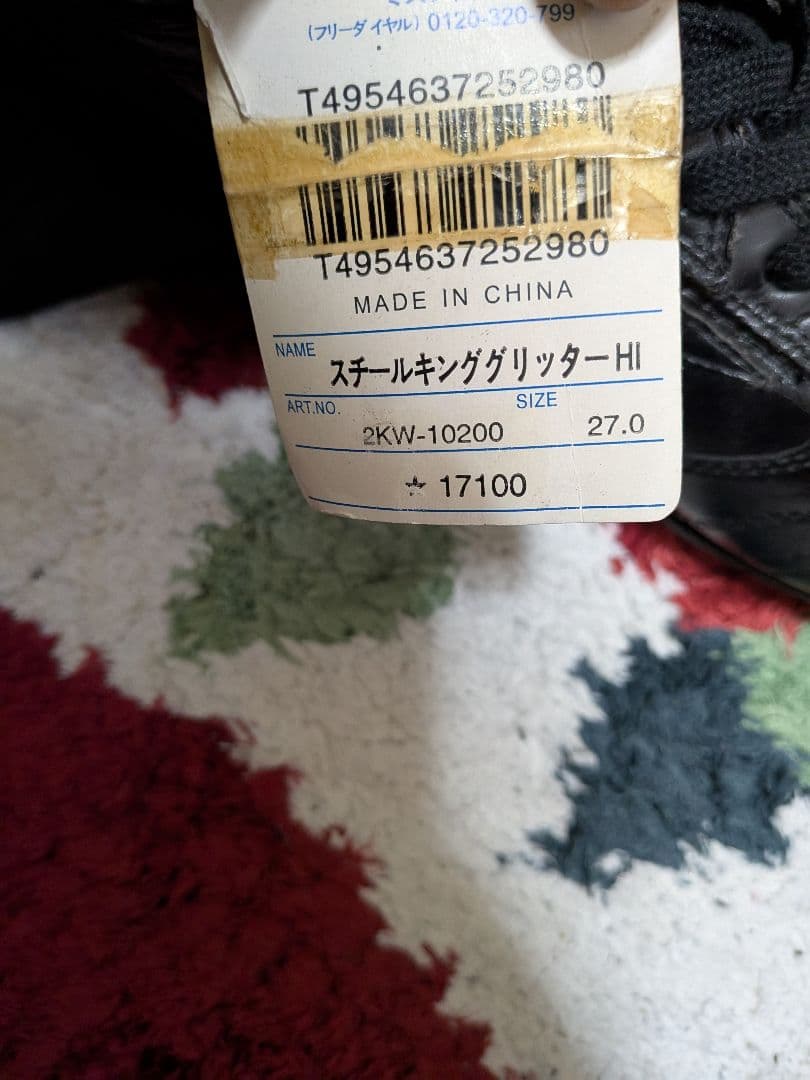 (フリーダイヤル) 0120-320-799
T4954637252980
T4954637252980
MADE IN CHINA
NAME スチールキンググリッターHI
ART.NO. SIZE
2KW-10200 27.0
☆ 17100